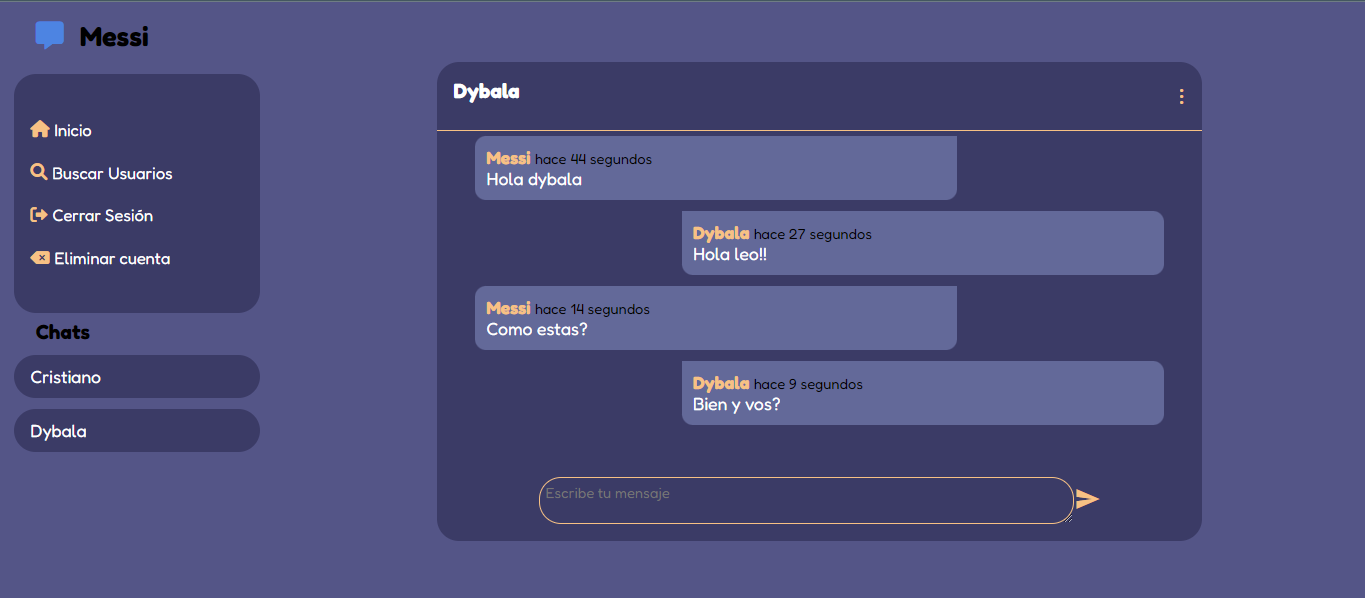 Messi
Inicio
Buscar Usuarios
Cerrar Sesión
Eliminar cuenta
Chats
Cristiano
Dybala
Dybala
Messi hace 44 segundos
Hola dybala
Dybala hace 27 segundos
Hola leo!!
Messi hace 14 segundos
Como estas?
Dybala hace 9 segundos
Bien y vos?
Escribe tu mensaje